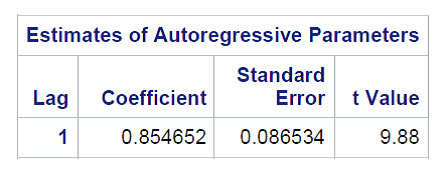 Estimates of Autoregressive Parameters
Lag Coefficient Standard Error t Value
1 0.854652 0.086534 9.88